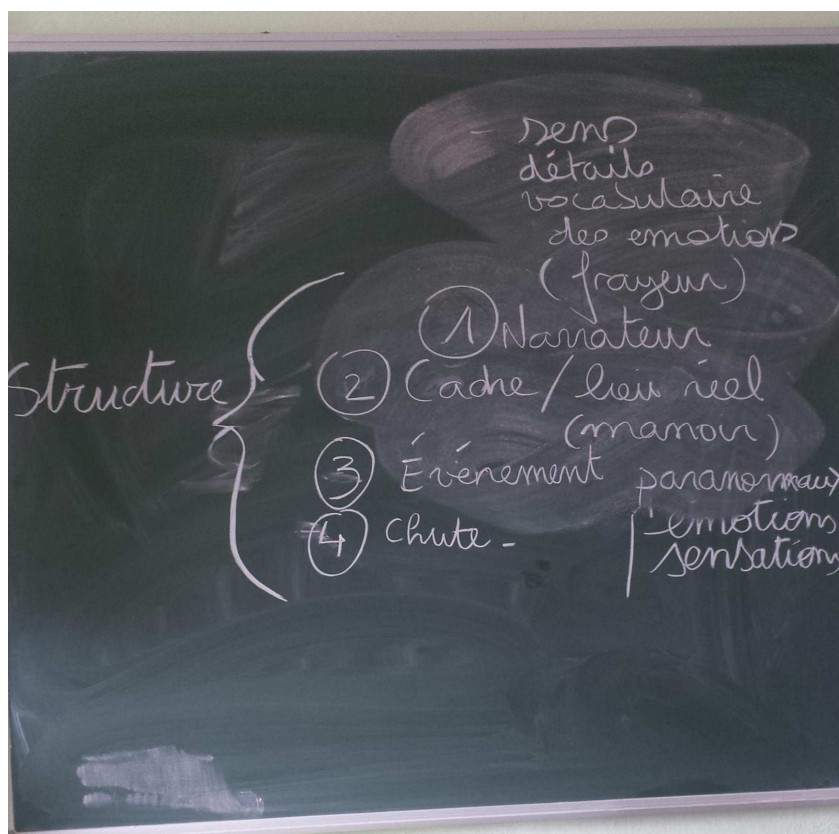 - sens
détails
vocabulaire
des emotions
(frayeur)
① Narrateur
Structure { ② Cadre / lieu réel
(manoir)
③ Événement paranormaux
④ Chute - | émotions
sensations